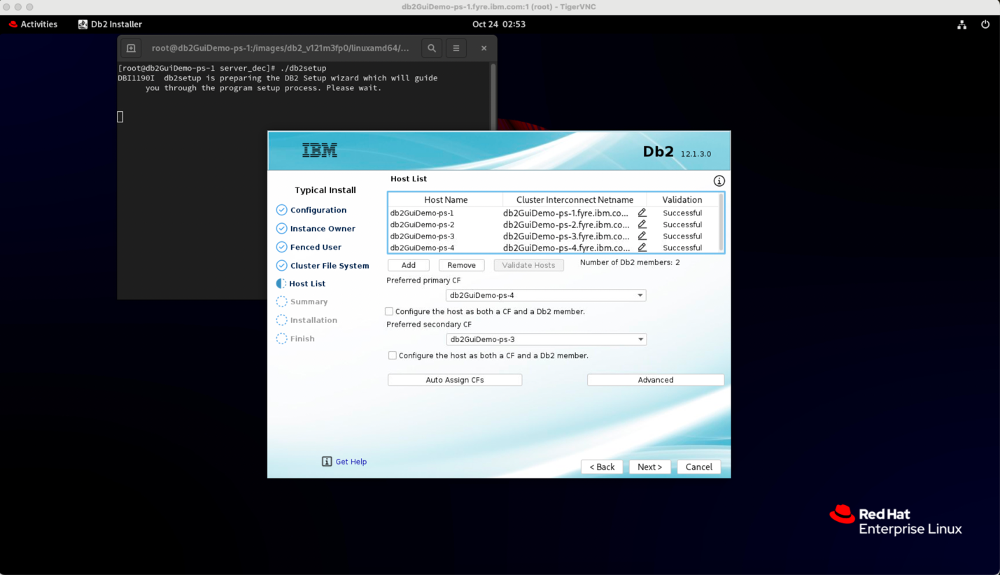 db2GuiDemo-ps-1.fyre.ibm.com:1 (root) - TigerVNC
Activities Db2 Installer Oct 24 02:53
root@db2GuiDemo-ps-1:/images/db2_v121m3fp0/linuxamd64/...
[root@db2GuiDemo-ps-1 server_dec]# ./db2setup
DBI1190I db2setup is preparing the DB2 Setup wizard which will guide
you through the program setup process. Please wait.
IBM
Db2 12.1.3.0
Typical Install
Configuration
Instance Owner
Fenced User
Cluster File System
Host List
Summary
Installation
Finish
Host List
Host Name Cluster Interconnect Netname Validation
db2GuiDemo-ps-1 db2GuiDemo-ps-1.fyre.ibm.co... Successful
db2GuiDemo-ps-2 db2GuiDemo-ps-2.fyre.ibm.co... Successful
db2GuiDemo-ps-3 db2GuiDemo-ps-3.fyre.ibm.co... Successful
db2GuiDemo-ps-4 db2GuiDemo-ps-4.fyre.ibm.co... Successful
Add Remove Validate Hosts Number of Db2 members: 2
Preferred primary CF
db2GuiDemo-ps-4
Configure the host as both a CF and a Db2 member.
Preferred secondary CF
db2GuiDemo-ps-3
Configure the host as both a CF and a Db2 member.
Auto Assign CFs Advanced
Get Help
< Back Next > Cancel
Red Hat
Enterprise Linux